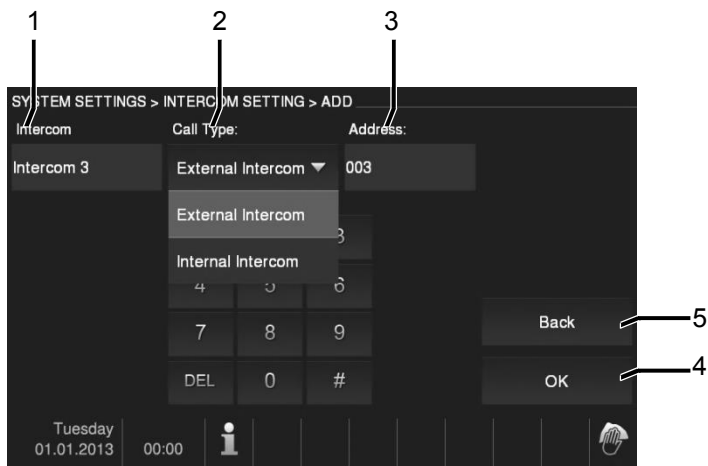 1 2 3
SYSTEM SETTINGS > INTERCOM SETTING > ADD
Intercom Call Type: Address:
Intercom 3 External Intercom 003
External Intercom
3
Internal Intercom
4 5 6
Back 5
7 8 9
4
DEL 0 # OK
Tuesday
01.01.2013 00:00